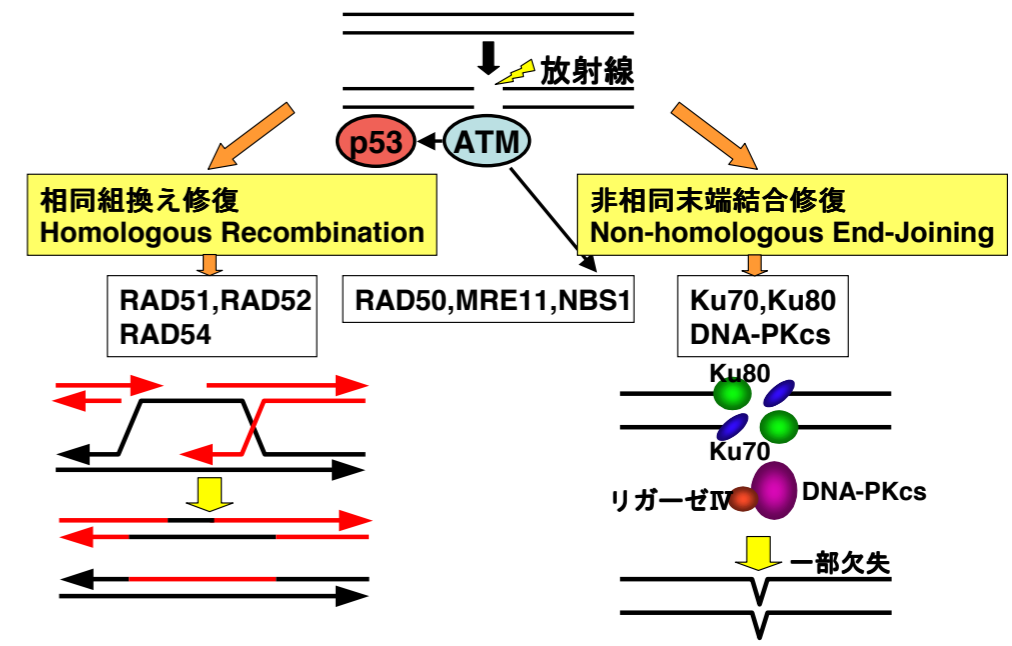 放射線
p53
ATM
相同組換え修復
Homologous Recombination
非相同末端結合修復
Non-homologous End-Joining
RAD51,RAD52
RAD54
RAD50,MRE11,NBS1
Ku70,Ku80
DNA-PKcs
Ku80
Ku70
リガーゼⅣ
DNA-PKcs
一部欠失